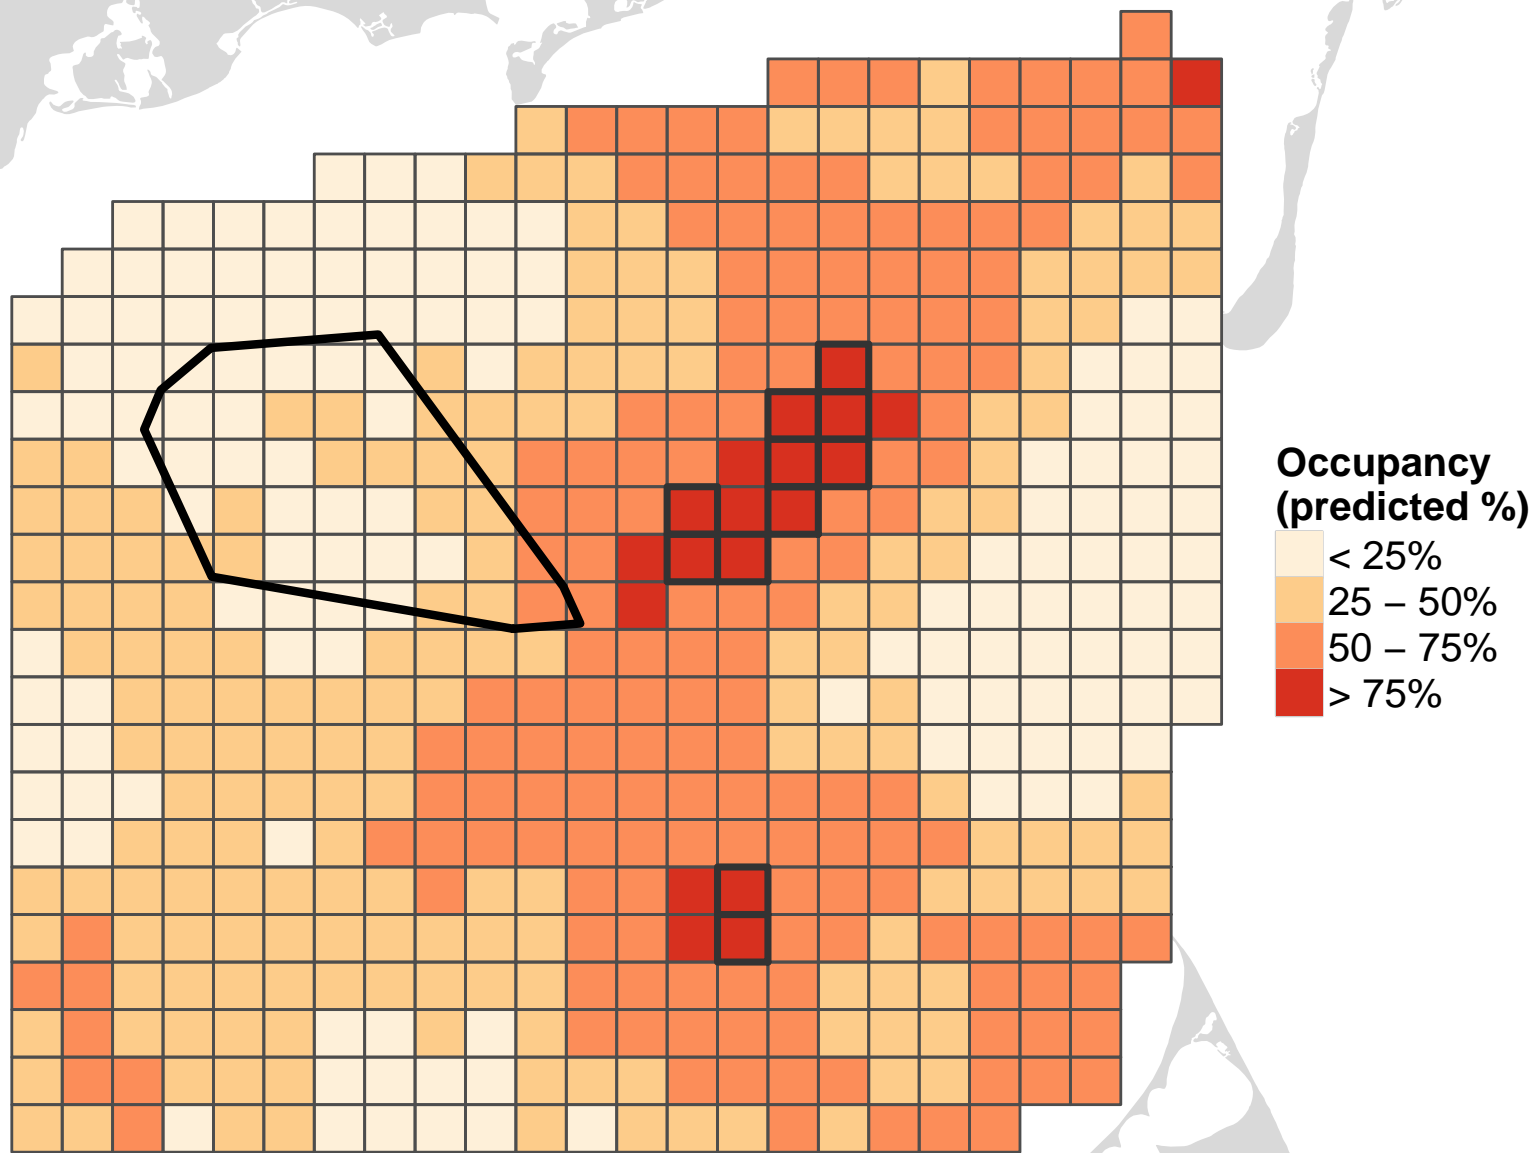 Occupancy
(predicted %)
< 25%
25 – 50%
50 – 75%
> 75%